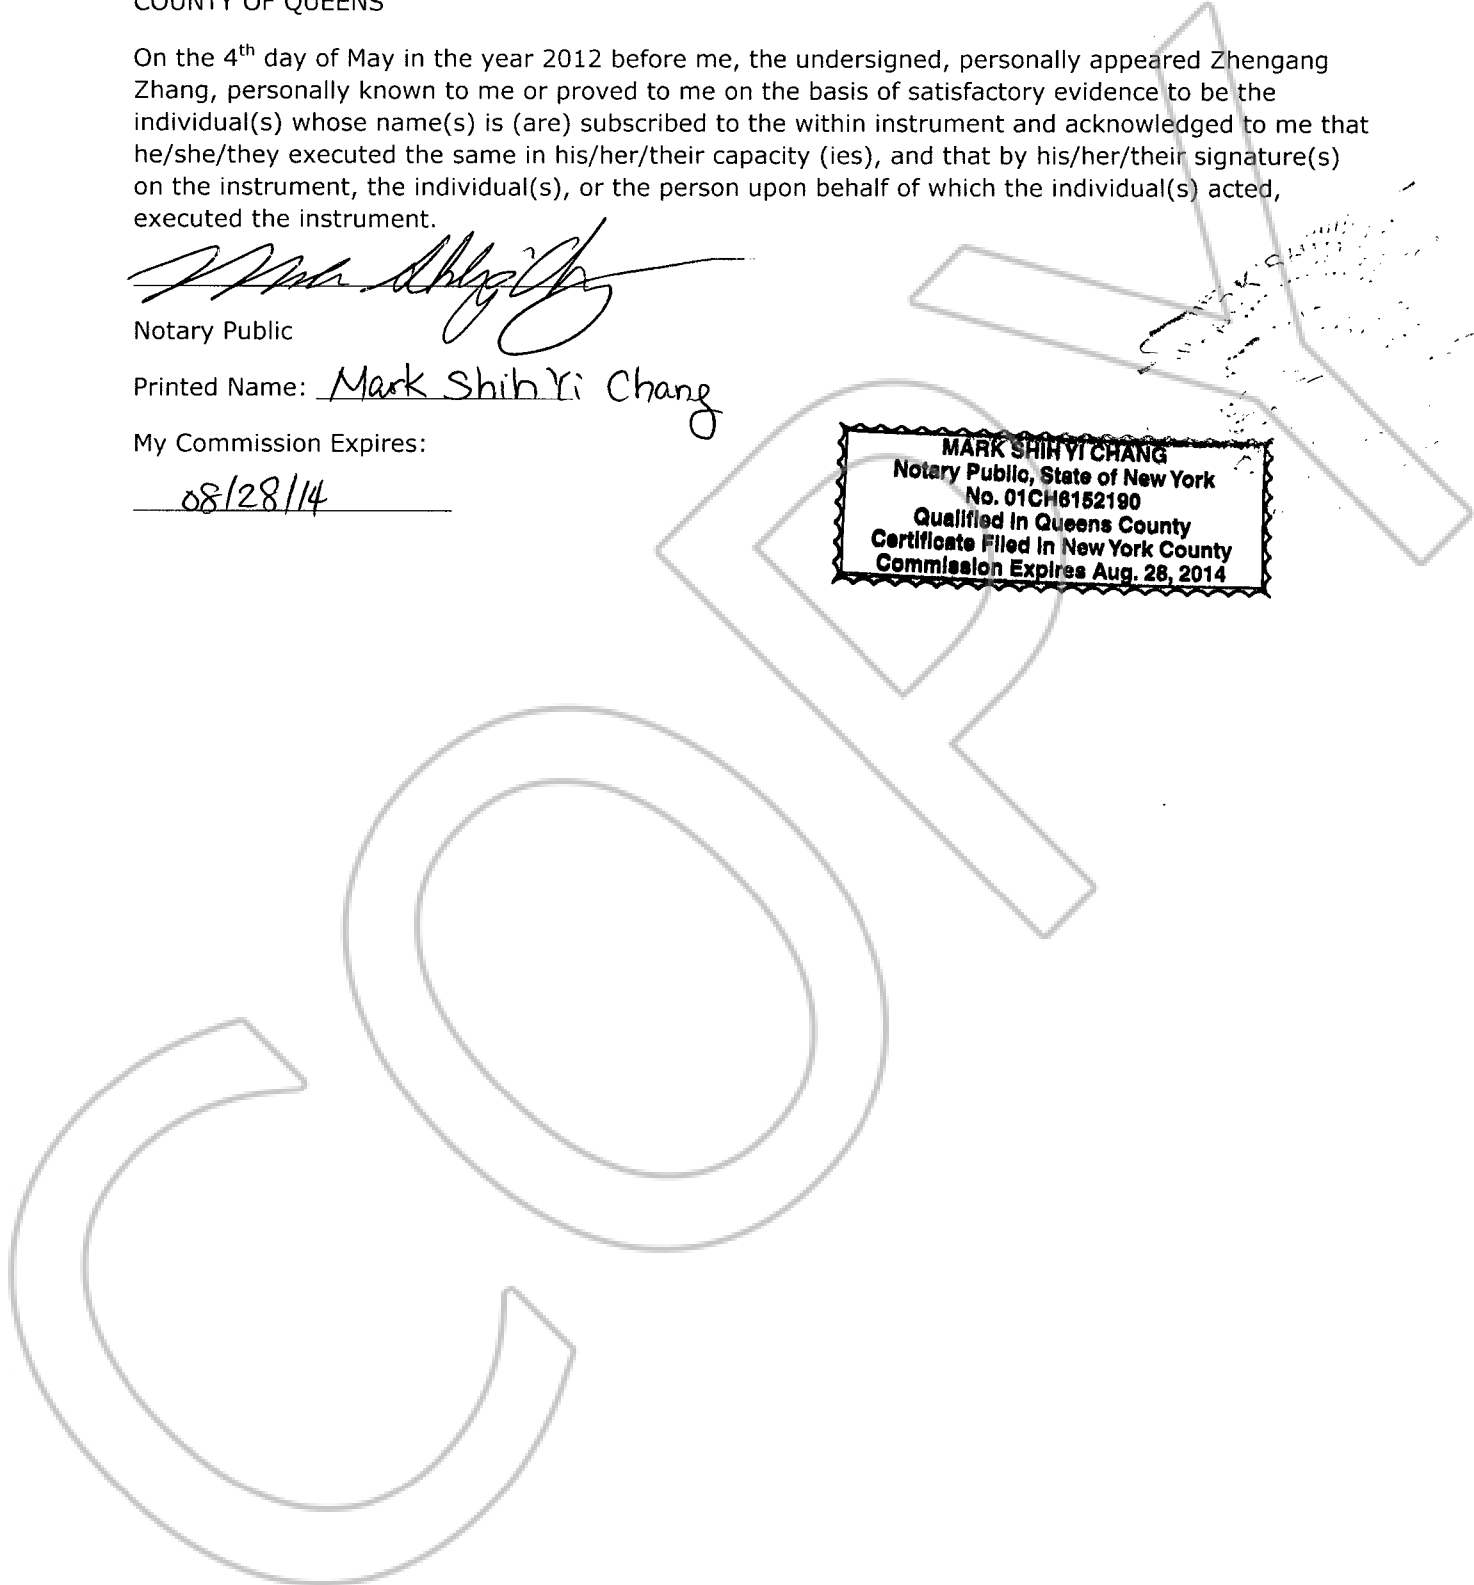 COUNTY OF QUEENS
On the 4th day of May in the year 2012 before me, the undersigned, personally appeared Zhengang
Zhang, personally known to me or proved to me on the basis of satisfactory evidence to be the
individual(s) whose name(s) is (are) subscribed to the within instrument and acknowledged to me that
he/she/they executed the same in his/her/their capacity (ies), and that by his/her/their signature(s)
on the instrument, the individual(s), or the person upon behalf of which the individual(s) acted,
executed the instrument.
Notary Public
Printed Name: Mark Shih Yi Chang
My Commission Expires:
08/28/14
MARK SHIH YI CHANG
Notary Public, State of New York
No. 01CH6152190
Qualified in Queens County
Certificate Filed in New York County
Commission Expires Aug. 28, 2014
COPY